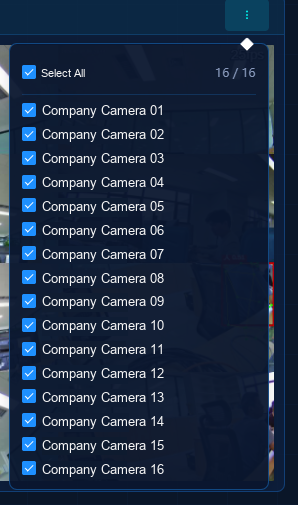 Select All 16 / 16
Company Camera 01
Company Camera 02
Company Camera 03
Company Camera 04
Company Camera 05
Company Camera 06
Company Camera 07
Company Camera 08
Company Camera 09
Company Camera 10
Company Camera 11
Company Camera 12
Company Camera 13
Company Camera 14
Company Camera 15
Company Camera 16